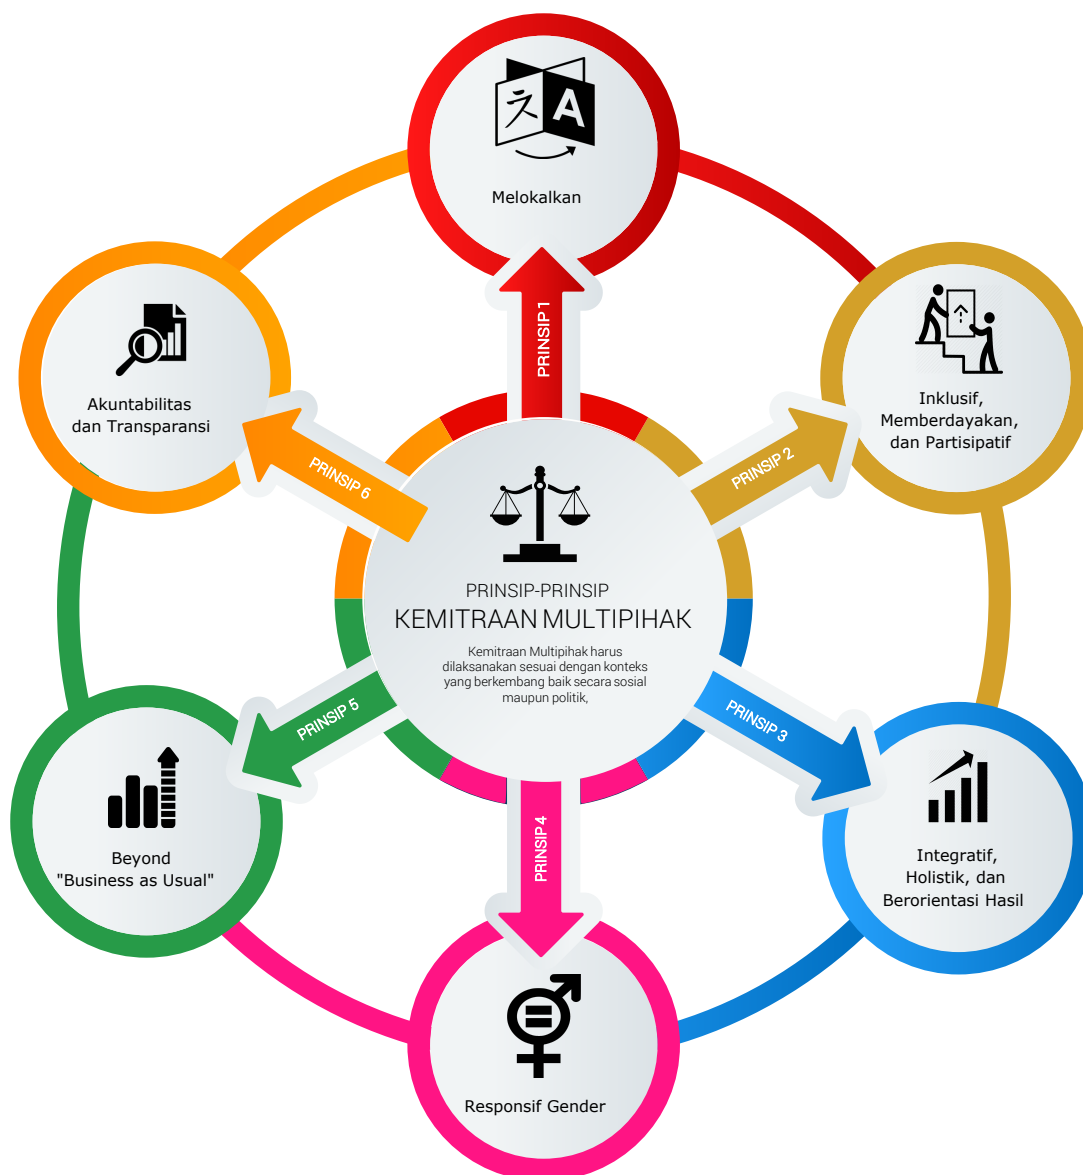 A
Melokalkan
PRINSIP 1
Inklusif,
Memberdayakan,
dan Partisipatif
PRINSIP 2
Akuntabilitas
dan Transparansi
PRINSIP 6
PRINSIP-PRINSIP
KEMITRAAN MULTIPIHAK
Kemitraan Multipihak harus
dilaksanakan sesuai dengan konteks
yang berkembang baik secara sosial
maupun politik,
PRINSIP 3
Integratif,
Holistik, dan
Berorientasi Hasil
PRINSIP 4
Responsif Gender
PRINSIP 5
Beyond
"Business as Usual"